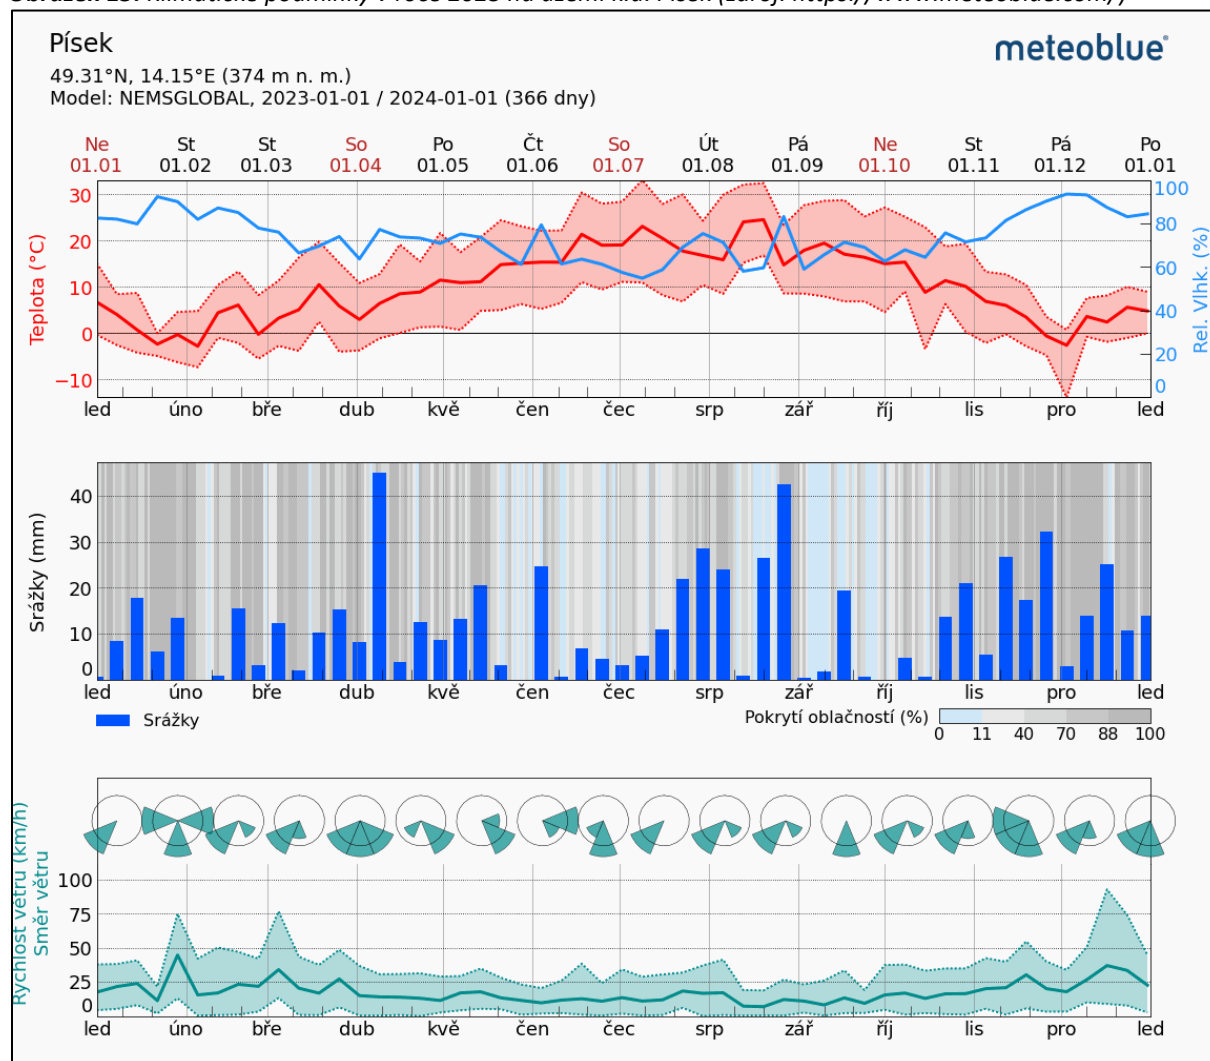 Písek
meteoblue
49.31°N, 14.15°E (374 m n. m.)
Model: NEMSGLOBAL, 2023-01-01 / 2024-01-01 (366 dny)
Ne St St So Po Čt So Út Pá Ne St Pá Po
01.01 01.02 01.03 01.04 01.05 01.06 01.07 01.08 01.09 01.10 01.11 01.12 01.01
Teplota (°C)
30
20
10
0
−10
Rel. Vlhk. (%)
100
80
60
40
20
0
led úno bře dub kvě čen čec srp zář říj lis pro led
Srážky (mm)
40
30
20
10
0
led úno bře dub kvě čen čec srp zář říj lis pro led
Srážky
Pokrytí oblačností (%)
0 11 40 70 88 100
Rychlost větru (km/h)
Směr větru
100
75
50
25
0
led úno bře dub kvě čen čec srp zář říj lis pro led